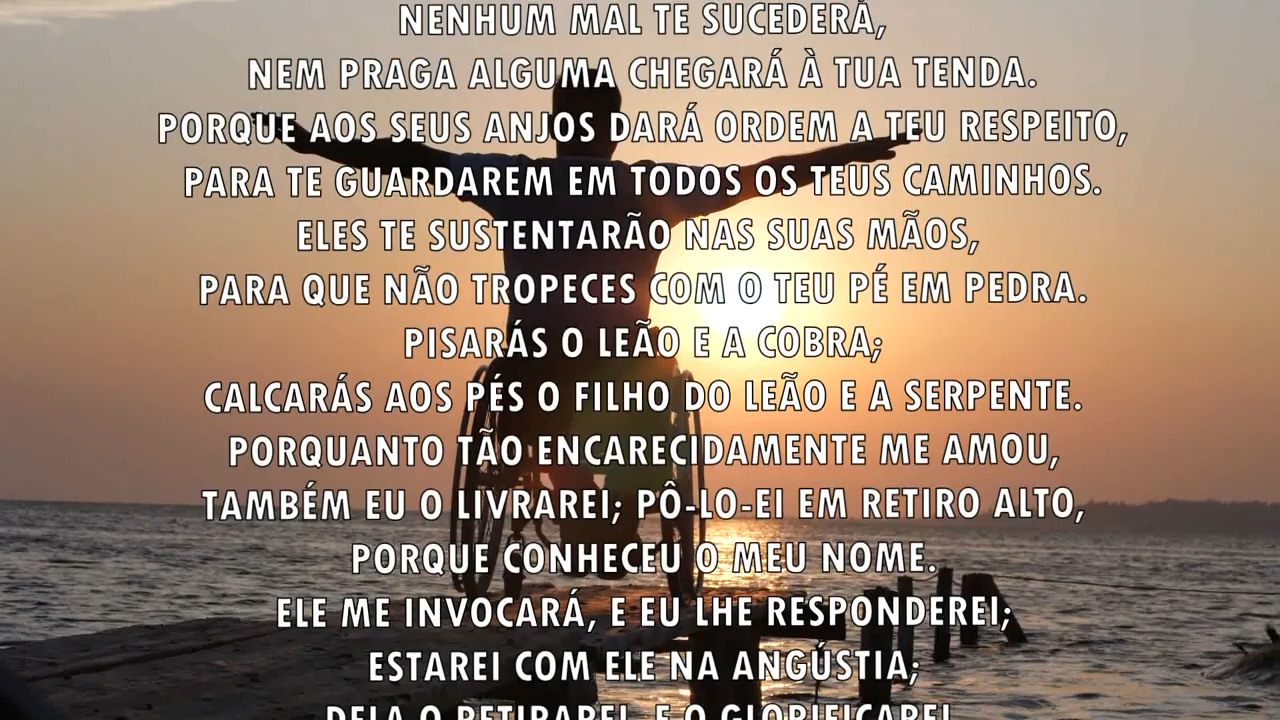 NENHUM MAL TE SUCEDERÁ,
NEM PRAGA ALGUMA CHEGARÁ À TUA TENDA.
PORQUE AOS SEUS ANJOS DARÁ ORDEM A TEU RESPEITO,
PARA TE GUARDAREM EM TODOS OS TEUS CAMINHOS.
ELES TE SUSTENTARÃO NAS SUAS MÃOS,
PARA QUE NÃO TROPECES COM O TEU PÉ EM PEDRA.
PISARÁS O LEÃO E A COBRA;
CALCARÁS AOS PÉS O FILHO DO LEÃO E A SERPENTE.
PORQUANTO TÃO ENCARECIDAMENTE ME AMOU,
TAMBÉM EU O LIVRAREI; PÔ-LO-EI EM RETIRO ALTO,
PORQUE CONHECEU O MEU NOME.
ELE ME INVOCARÁ, E EU LHE RESPONDEREI;
ESTAREI COM ELE NA ANGÚSTIA;
DELA O RETIRAREI, E O GLORIFICAREI.